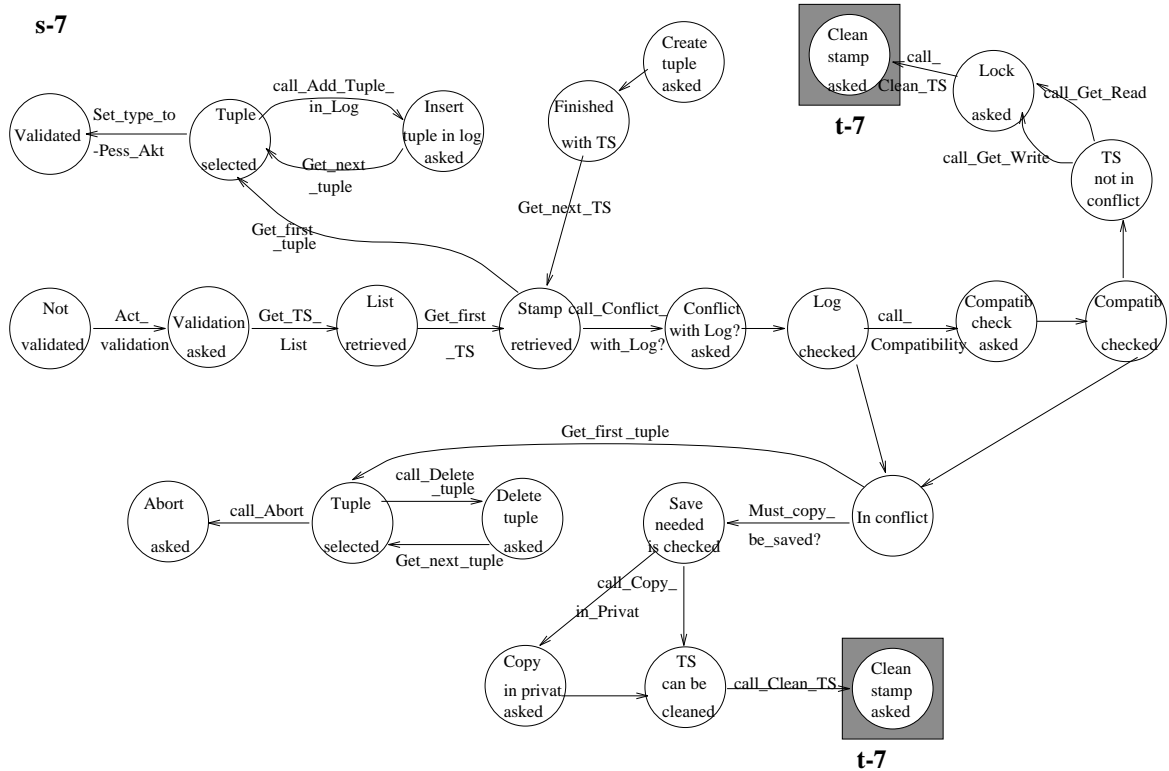 s-7
Create
tuple
asked
Clean
stamp
asked
call_
Clean_TS
t-7
Lock
asked
call_Get_Read
call_Get_Write
TS
not in
conflict
call_Add_Tuple_
in_Log
Insert
tuple in log
asked
Finished
with TS
Validated
Set_type_to
-Pess_Akt
Tuple
selected
Get_next
_tuple
Get_next_TS
Get_first
_tuple
Not
validated
Act_
validation
Validation
asked
Get_TS_
List
List
retrieved
Get_first
_TS
Stamp
retrieved
call_Conflict_
with_Log?
Conflict
with Log?
asked
Log
checked
call_
Compatibility
Compatib
check
asked
Compatib
checked
Get_first_tuple
Abort
asked
call_Abort
Tuple
selected
call_Delete
_tuple
Get_next_tuple
Delete
tuple
asked
Save
needed
is checked
Must_copy_
be_saved?
In conflict
call_Copy_
in_Privat
Copy
in privat
asked
TS
can be
cleaned
call_Clean_TS
Clean
stamp
asked
t-7